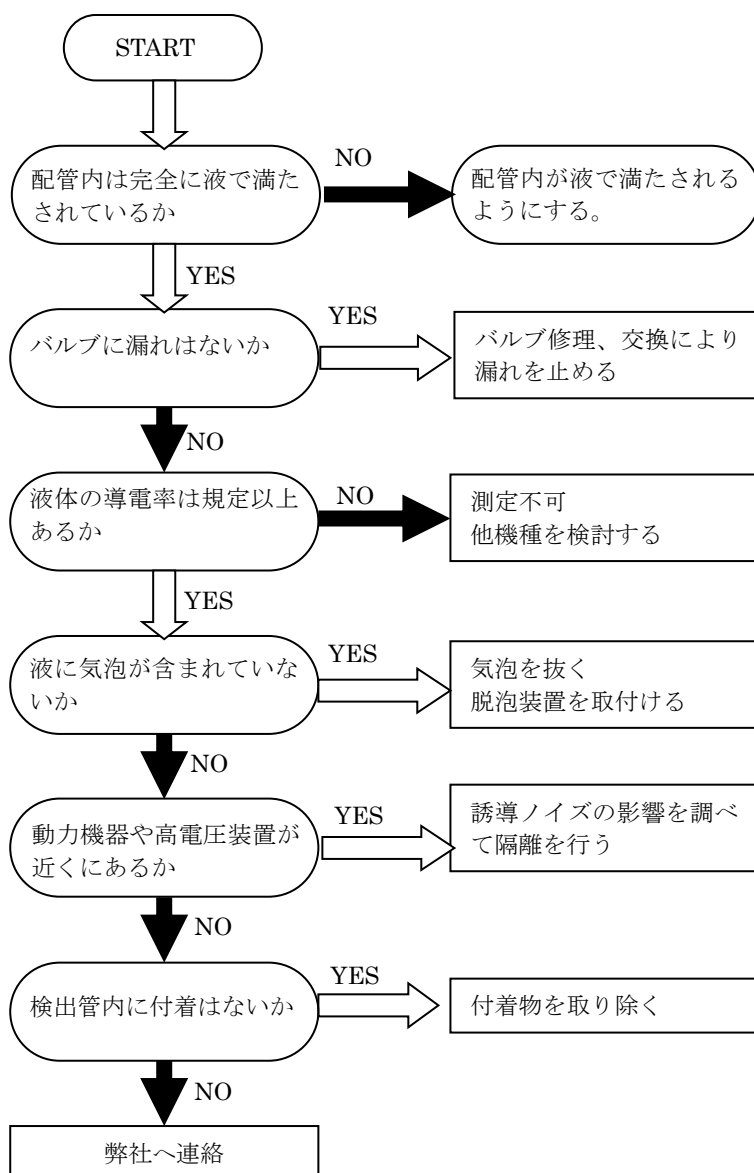 START
配管内は完全に液で満た
されているか
NO
配管内が液で満たされる
ようにする。
YES
バルブに漏れはないか
YES
バルブ修理、交換により
漏れを止める
NO
液体の導電率は規定以上
あるか
NO
測定不可
他機種を検討する
YES
液に気泡が含まれていな
いか
YES
気泡を抜く
脱泡装置を取付ける
NO
動力機器や高電圧装置が
近くにあるか
YES
誘導ノイズの影響を調べ
て隔離を行う
NO
検出管内に付着はないか
YES
付着物を取り除く
NO
弊社へ連絡